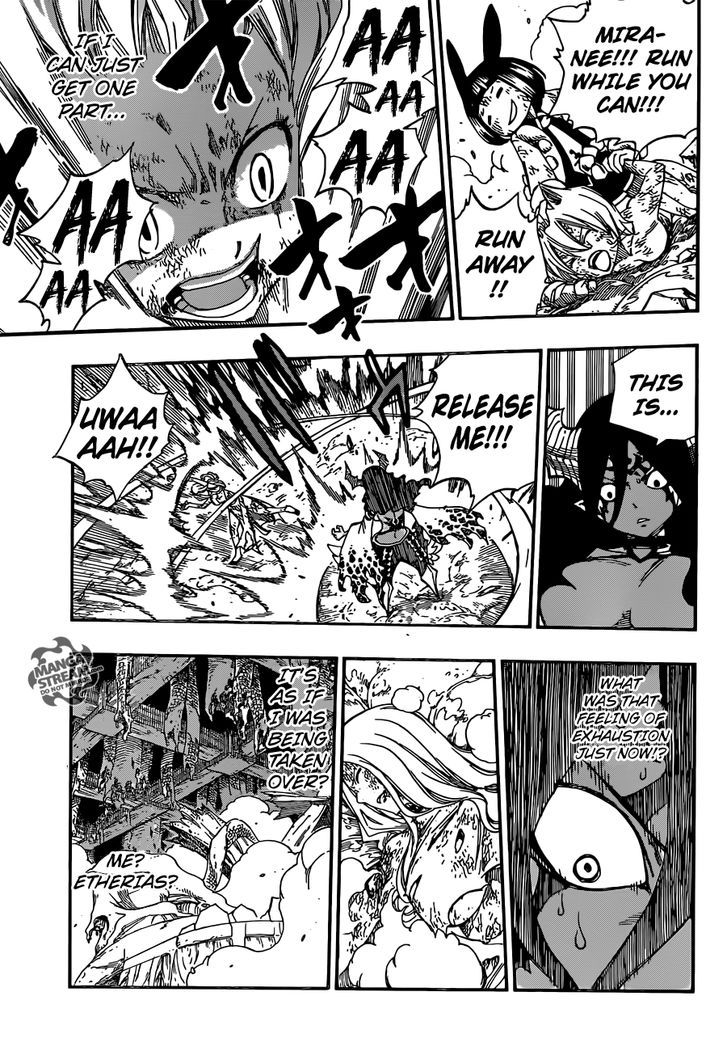 MIRA-
NEE!!! RUN
WHILE YOU
CAN!!!
RUN
AWAY
!!
IF I
CAN JUST
GET ONE
PART...
AA
AA
AA
AA
AA
THIS
IS...
RELEASE
ME!!!
UWAA
AAH!!
WHAT
WAS THAT
FEELING OF
EXHAUSTION
JUST NOW!?
IT'S
AS IF
I WAS
BEING
TAKEN
OVER?
ME?
ETHERIAS?
MANGA
STREAM